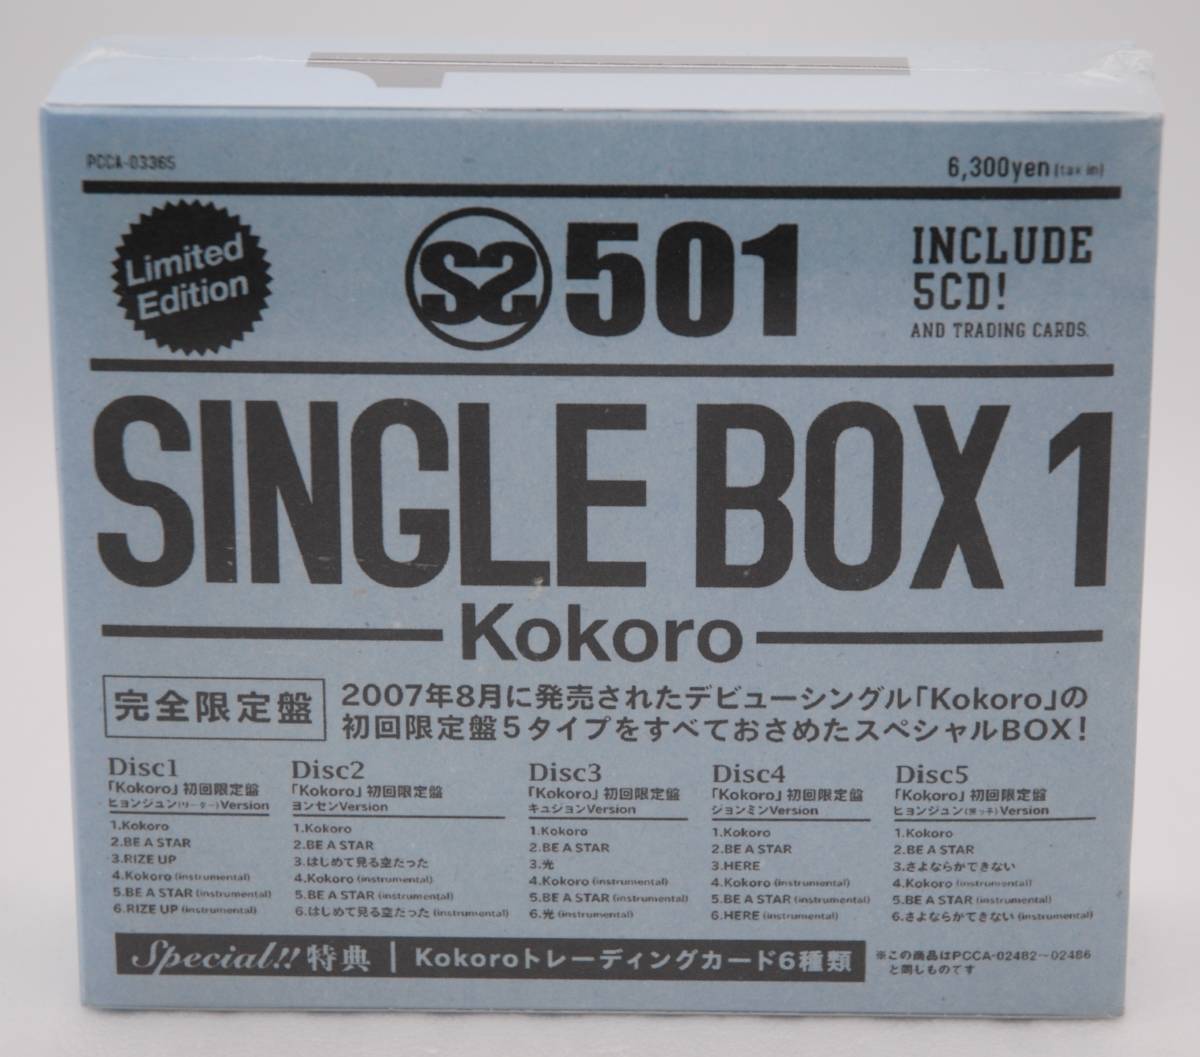 PCCA-03365
6,300yen (tax in)
Limited
Edition
SS501
INCLUDE
5CD!
AND TRADING CARDS.
SINGLE BOX 1
Kokoro
完全限定盤
2007年8月に発売されたデビューシングル「Kokoro」の
初回限定盤5タイプをすべておさめたスペシャルBOX!
Disc1
「Kokoro」初回限定盤
ヒョンジュン(リーダー)Version
1.Kokoro
2.BE A STAR
3.RIZE UP
4.Kokoro (instrumental)
5.BE A STAR (instrumental)
6.RIZE UP (instrumental)
Disc2
「Kokoro」初回限定盤
ヨンセンVersion
1.Kokoro
2.BE A STAR
3.はじめて見る空だった
4.Kokoro (instrumental)
5.BE A STAR (instrumental)
6.はじめて見る空だった (instrumental)
Disc3
「Kokoro」初回限定盤
キュジョンVersion
1.Kokoro
2.BE A STAR
3.光
4.Kokoro (instrumental)
5.BE A STAR (instrumental)
6.光 (instrumental)
Disc4
「Kokoro」初回限定盤
ジョンミンVersion
1.Kokoro
2.BE A STAR
3.HERE
4.Kokoro (instrumental)
5.BE A STAR (instrumental)
6.HERE (instrumental)
Disc5
「Kokoro」初回限定盤
ヒョンジュン(末っ子)Version
1.Kokoro
2.BE A STAR
3.さよならができない
4.Kokoro (instrumental)
5.BE A STAR (instrumental)
6.さよならができない (instrumental)
Special!! 特典 | Kokoroトレーディングカード6種類
※この商品はPCCA-02482〜02486
と同じものです